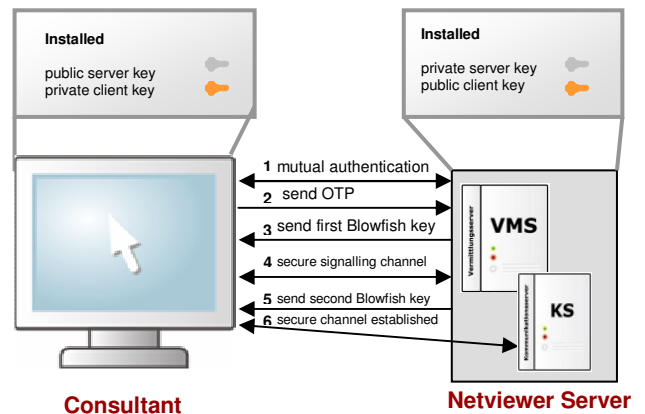 Installed
public server key
private client key
Installed
private server key
public client key
1 mutual authentication
2 send OTP
3 send first Blowfish key
4 secure signalling channel
5 send second Blowfish key
6 secure channel established
Vermittlungsserver
VMS
Kommunikationsserver
KS
Consultant
Netviewer Server